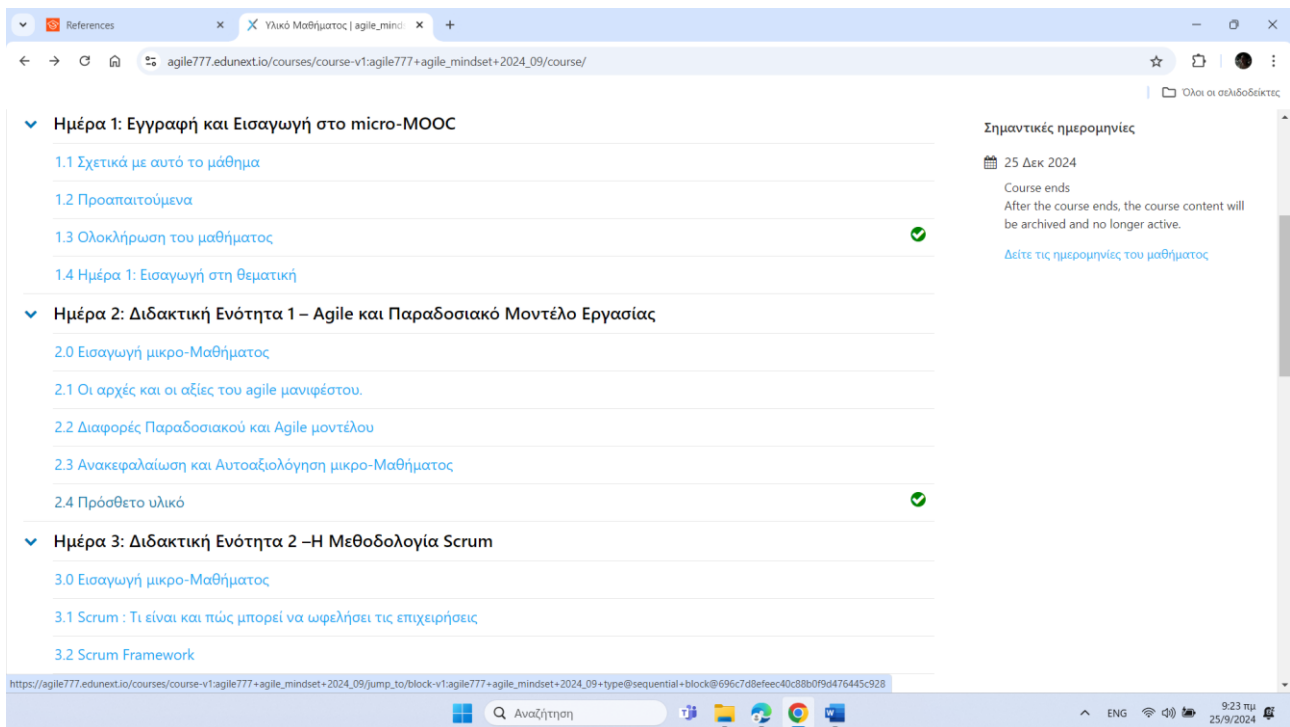 References
Υλικό Μαθήματος | agile_mind
agile777.edunext.io/courses/course-v1:agile777+agile_mindset+2024_09/course/
Όλοι οι σελιδοδείκτες
Ημέρα 1: Εγγραφή και Εισαγωγή στο micro-MOOC
1.1 Σχετικά με αυτό το μάθημα
1.2 Προαπαιτούμενα
1.3 Ολοκλήρωση του μαθήματος
1.4 Ημέρα 1: Εισαγωγή στη θεματική
Ημέρα 2: Διδακτική Ενότητα 1 – Agile και Παραδοσιακό Μοντέλο Εργασίας
2.0 Εισαγωγή μικρο-Μαθήματος
2.1 Οι αρχές και οι αξίες του agile μανιφέστου.
2.2 Διαφορές Παραδοσιακού και Agile μοντέλου
2.3 Ανακεφαλαίωση και Αυτοαξιολόγηση μικρο-Μαθήματος
2.4 Πρόσθετο υλικό
Ημέρα 3: Διδακτική Ενότητα 2 –Η Μεθοδολογία Scrum
3.0 Εισαγωγή μικρο-Μαθήματος
3.1 Scrum : Τι είναι και πώς μπορεί να ωφελήσει τις επιχειρήσεις
3.2 Scrum Framework
Σημαντικές ημερομηνίες
25 Δεκ 2024
Course ends
After the course ends, the course content will
be archived and no longer active.
Δείτε τις ημερομηνίες του μαθήματος
https://agile777.edunext.io/courses/course-v1:agile777+agile_mindset+2024_09/jump_to/block-v1:agile777+agile_mindset+2024_09+type@sequential+block@696c7d8efeec40c88b0f9d476445c928
Αναζήτηση
ENG
9:23 πμ
25/9/2024